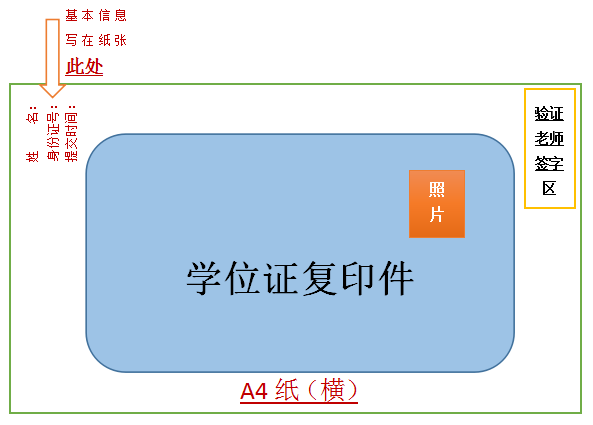 基本信息
写在纸张
此处
姓　　名：
身份证号：
提交时间：
验证
老师
签字
区
照
片
学位证复印件
A4 纸（横）